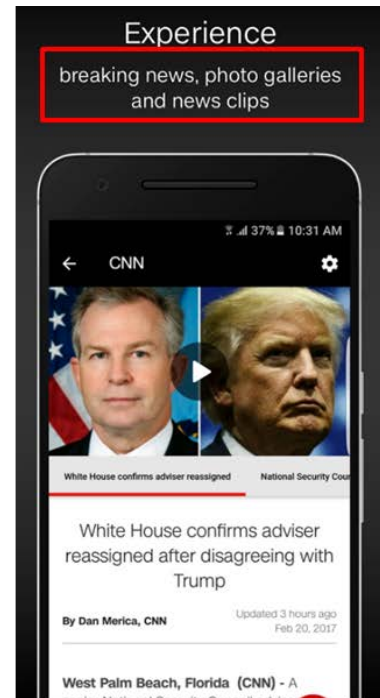 Experience
breaking news, photo galleries
and news clips
37% 10:31 AM
CNN
White House confirms adviser reassigned
National Security Coun
White House confirms adviser
reassigned after disagreeing with
Trump
By Dan Merica, CNN
Updated 3 hours ago
Feb 20, 2017
West Palm Beach, Florida (CNN) - A